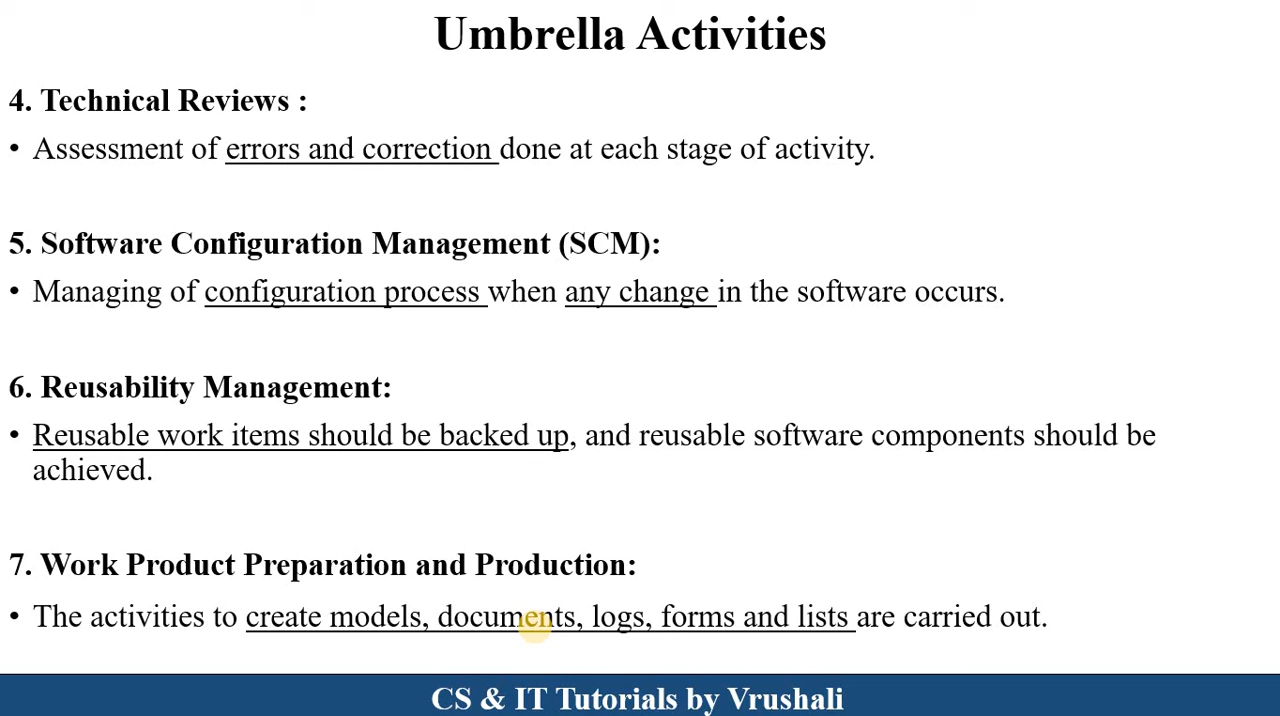 Umbrella Activities
4. Technical Reviews :
• Assessment of errors and correction done at each stage of activity.
5. Software Configuration Management (SCM):
• Managing of configuration process when any change in the software occurs.
6. Reusability Management:
• Reusable work items should be backed up, and reusable software components should be
achieved.
7. Work Product Preparation and Production:
• The activities to create models, documents, logs, forms and lists are carried out.
CS & IT Tutorials by Vrushali